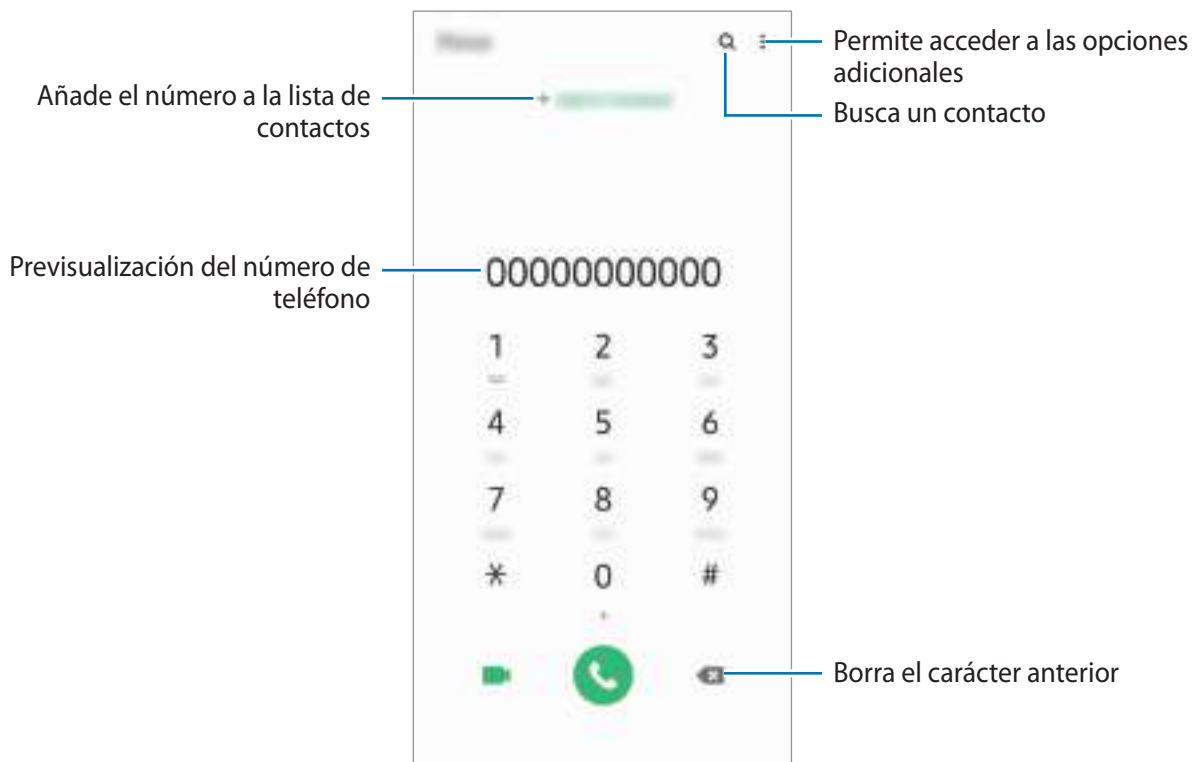 Permite acceder a las opciones
adicionales
Añade el número a la lista de
contactos
Busca un contacto
Previsualización del número de
teléfono
00000000000
1 2 3
4 5 6
7 8 9
* 0 #
+
Borra el carácter anterior